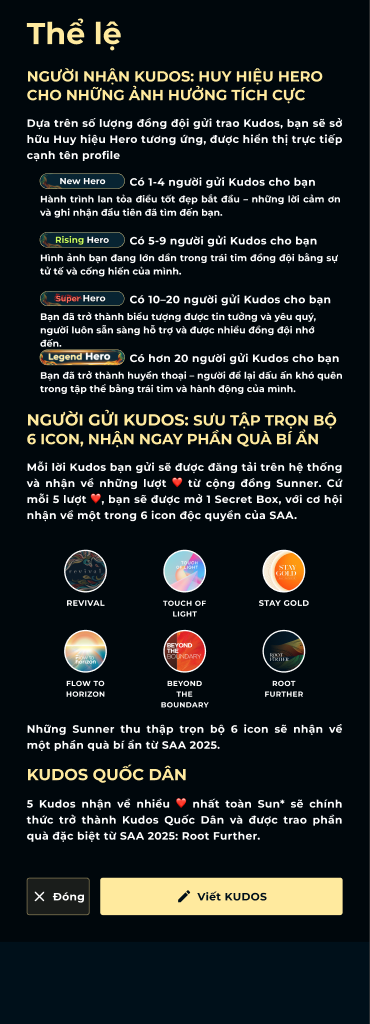 Thể lệ
NGƯỜI NHẬN KUDOS: HUY HIỆU HERO
CHO NHỮNG ẢNH HƯỞNG TÍCH CỰC
Dựa trên số lượng đồng đội gửi trao Kudos, bạn sẽ sở
hữu Huy hiệu Hero tương ứng, được hiển thị trực tiếp
cạnh tên profile
New Hero Có 1-4 người gửi Kudos cho bạn
Hành trình lan tỏa điều tốt đẹp bắt đầu – những lời cảm ơn
và ghi nhận đầu tiên đã tìm đến bạn.
Rising Hero Có 5-9 người gửi Kudos cho bạn
Hình ảnh bạn đang lớn dần trong trái tim đồng đội bằng sự
tử tế và cống hiến của mình.
Super Hero Có 10–20 người gửi Kudos cho bạn
Bạn đã trở thành biểu tượng được tin tưởng và yêu quý,
người luôn sẵn sàng hỗ trợ và được nhiều đồng đội nhớ
đến.
Legend Hero Có hơn 20 người gửi Kudos cho bạn
Bạn đã trở thành huyền thoại – người để lại dấu ấn khó quên
trong tập thể bằng trái tim và hành động của mình.
NGƯỜI GỬI KUDOS: SƯU TẬP TRỌN BỘ
6 ICON, NHẬN NGAY PHẦN QUÀ BÍ ẨN
Mỗi lời Kudos bạn gửi sẽ được đăng tải trên hệ thống
và nhận về những lượt ❤️ từ cộng đồng Sunner. Cứ
mỗi 5 lượt ❤️, bạn sẽ được mở 1 Secret Box, với cơ hội
nhận về một trong 6 icon độc quyền của SAA.
revival
TOUCH
OF LIGHT
STAY
GOLD
REVIVAL
TOUCH OF
LIGHT
STAY GOLD
FLOW to
horizon
BEYOND
THE
BOUNDARY
ROOT
FURTHER
FLOW TO
HORIZON
BEYOND
THE
BOUNDARY
ROOT
FURTHER
Những Sunner thu thập trọn bộ 6 icon sẽ nhận về
một phần quà bí ẩn từ SAA 2025.
KUDOS QUỐC DÂN
5 Kudos nhận về nhiều ❤️ nhất toàn Sun* sẽ chính
thức trở thành Kudos Quốc Dân và được trao phần
quà đặc biệt từ SAA 2025: Root Further.
Đóng
Viết KUDOS